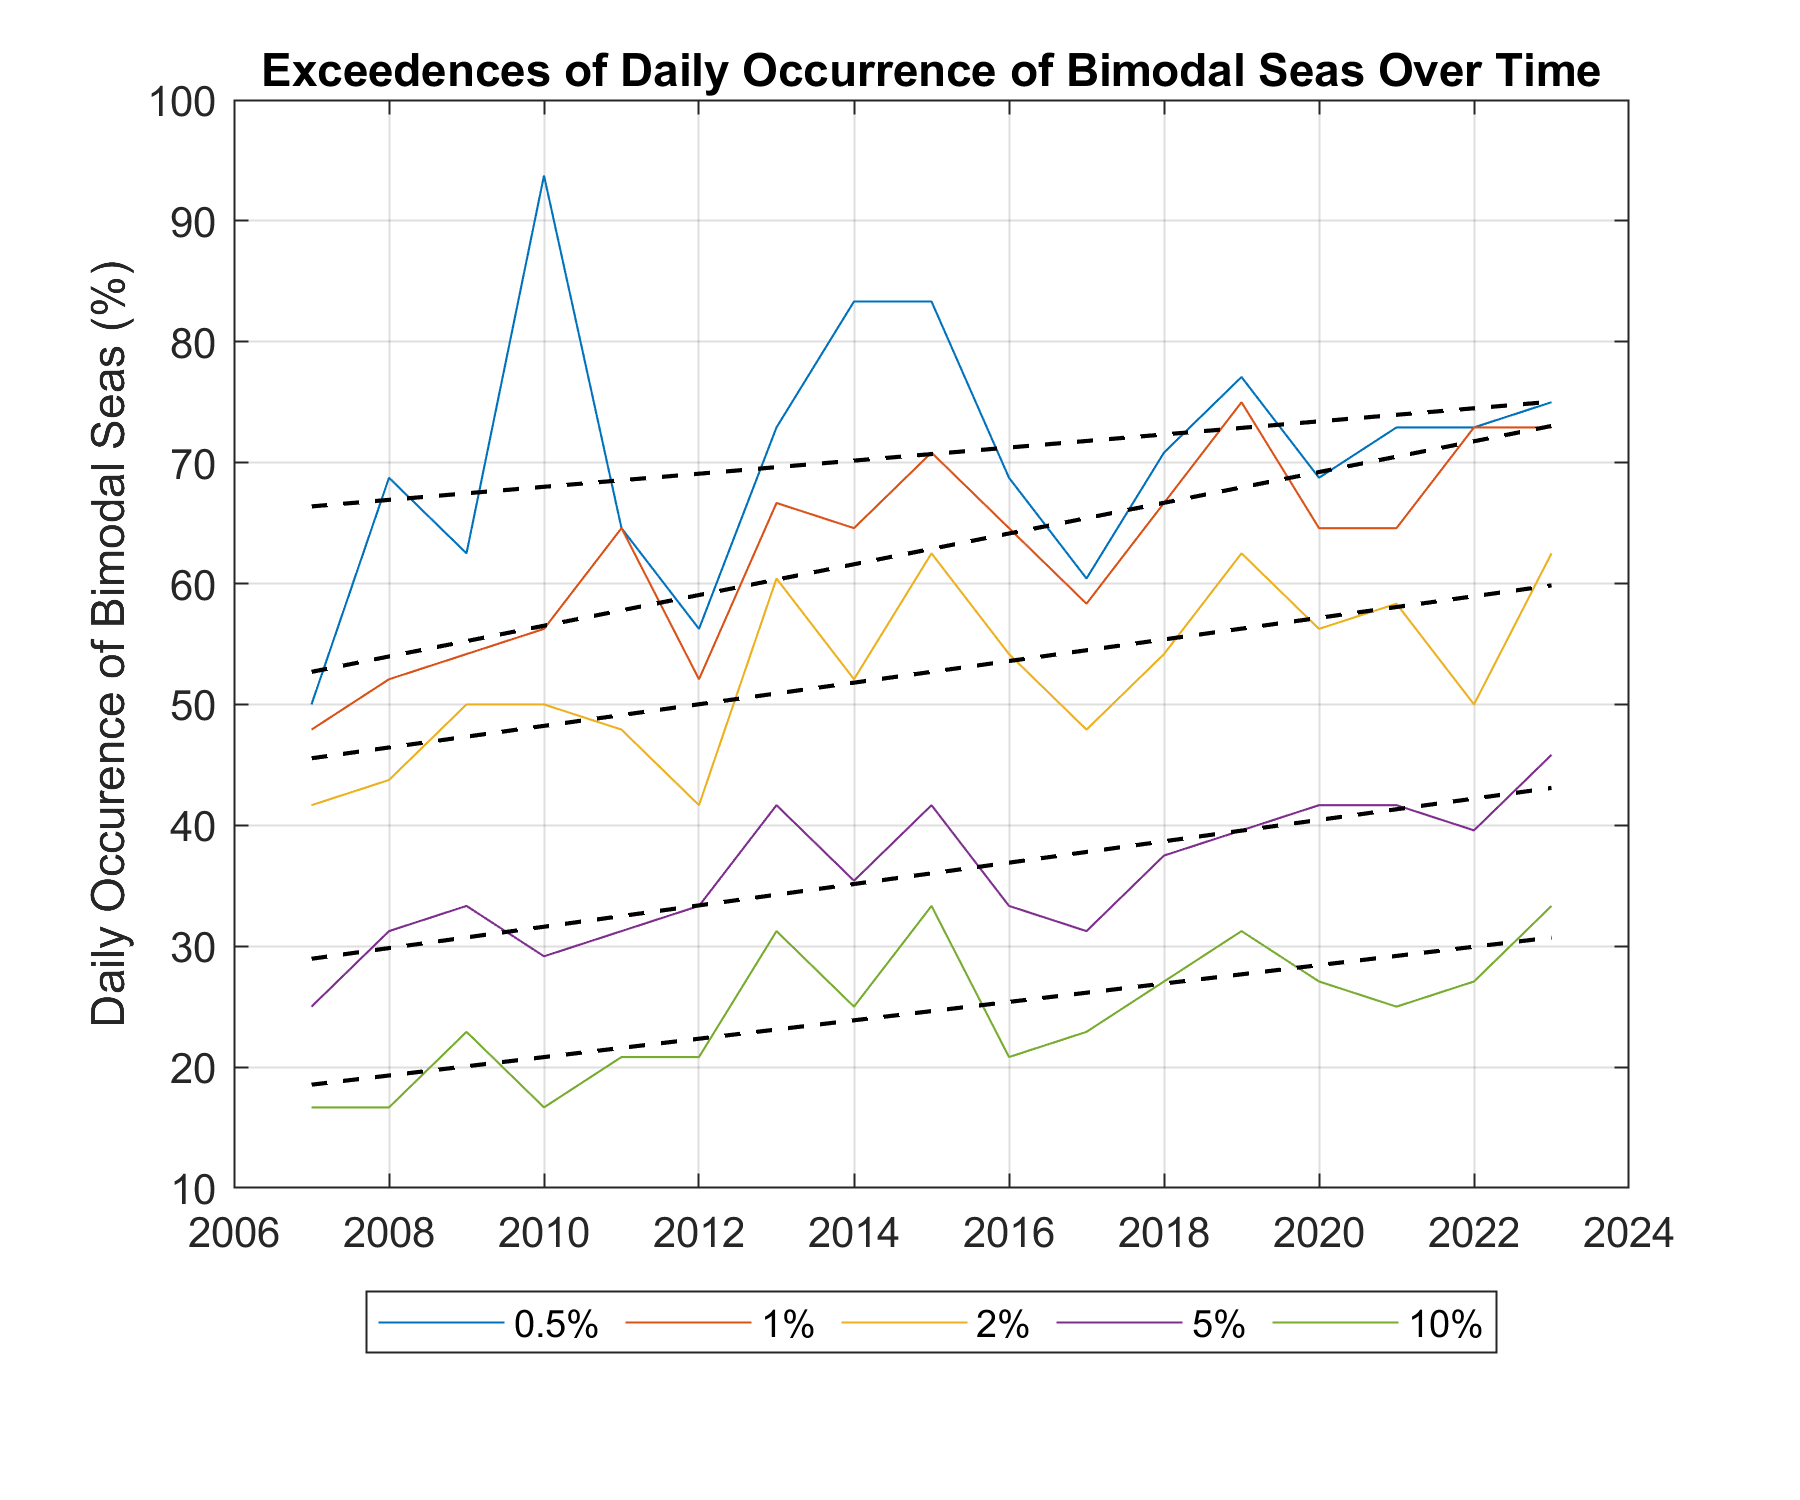 Exceedences of Daily Occurrence of Bimodal Seas Over Time
Daily Occurence of Bimodal Seas (%)
100
90
80
70
60
50
40
30
20
10
2006 2008 2010 2012 2014 2016 2018 2020 2022 2024
0.5% 1% 2% 5% 10%